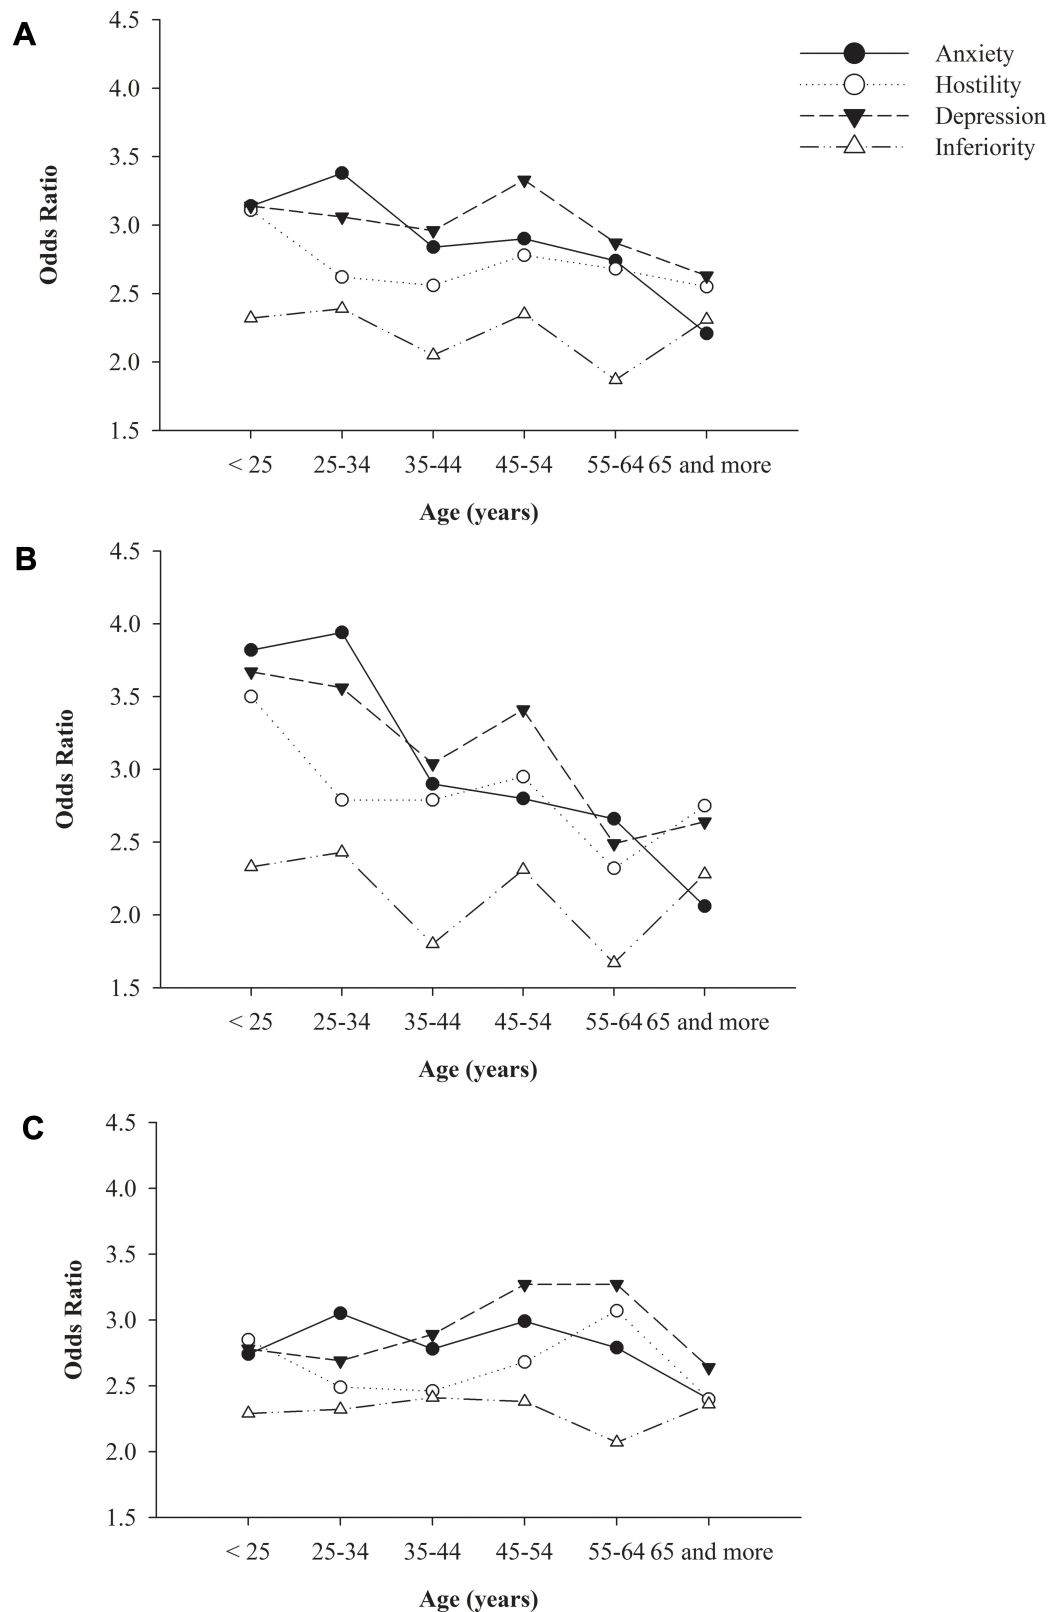 A
4.5
4.0
3.5
3.0
2.5
2.0
1.5
Odds Ratio
Anxiety
Hostility
Depression
Inferiority
< 25 25-34 35-44 45-54 55-64 65 and more
Age (years)
B
4.5
4.0
3.5
3.0
2.5
2.0
1.5
Odds Ratio
< 25 25-34 35-44 45-54 55-64 65 and more
Age (years)
C
4.5
4.0
3.5
3.0
2.5
2.0
1.5
Odds Ratio
< 25 25-34 35-44 45-54 55-64 65 and more
Age (years)